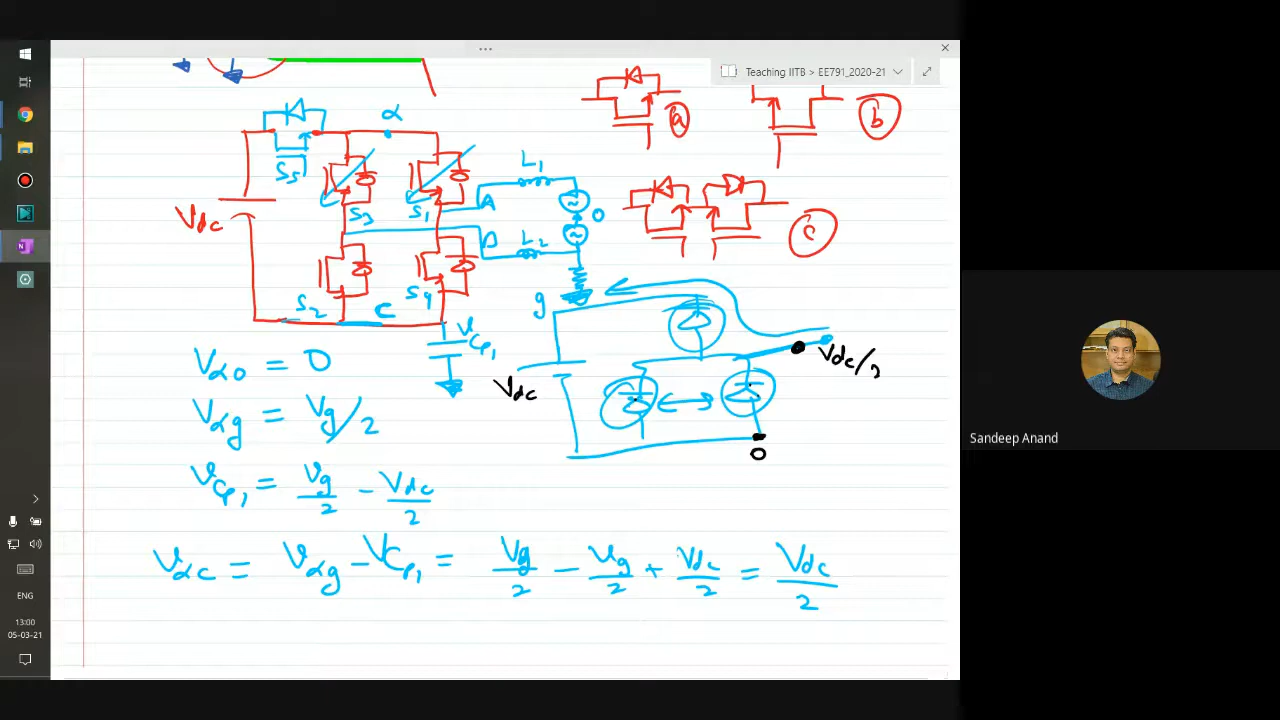 Teaching IITB > EE791_2020-21
a
b
α
S5
L1
A
S3
S1
O
Vdc
c
B
L2
S2
C
S4
g
vCp1
Vdc/2
Vdc
Vα0 = 0
Vαg = Vg/2
O
vCp1 = Vg/2 - Vdc/2
Vαc = Vαg - VCp1 = Vg/2 - Vg/2 + Vdc/2 = Vdc/2
Sandeep Anand
ENG
13:00
05-03-21